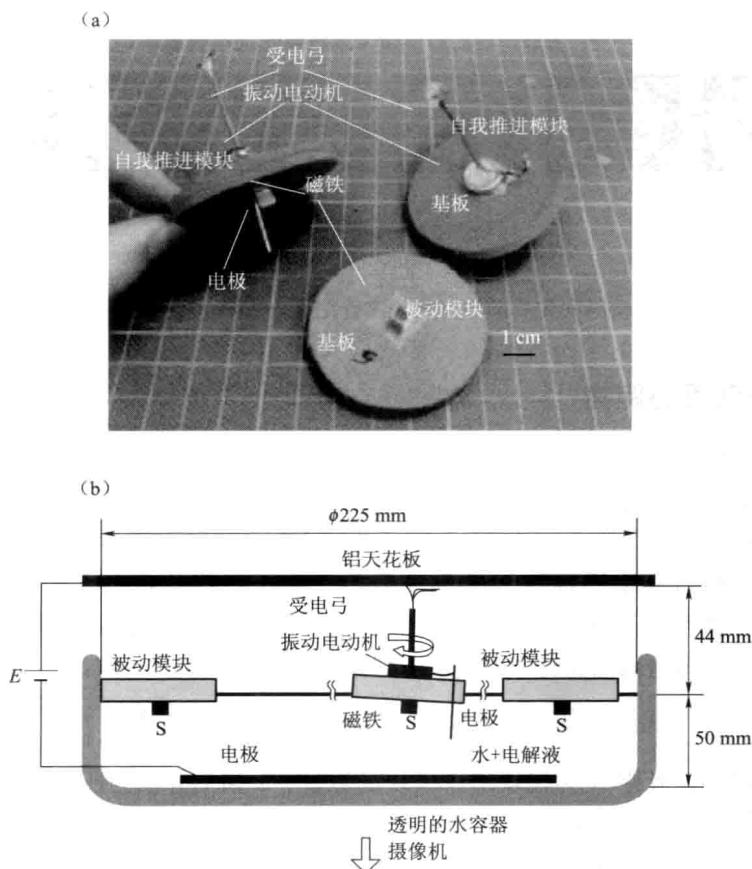 (a)
受电弓
振动电动机
自我推进模块
自我推进模块
磁铁
基板
电极
被动模块
基板
1 cm
(b)
ϕ225 mm
铝天花板
受电弓
振动电动机
44 mm
被动模块
被动模块
E
磁铁
S
S
电极
S
50 mm
电极
水+电解液
透明的水容器
摄像机